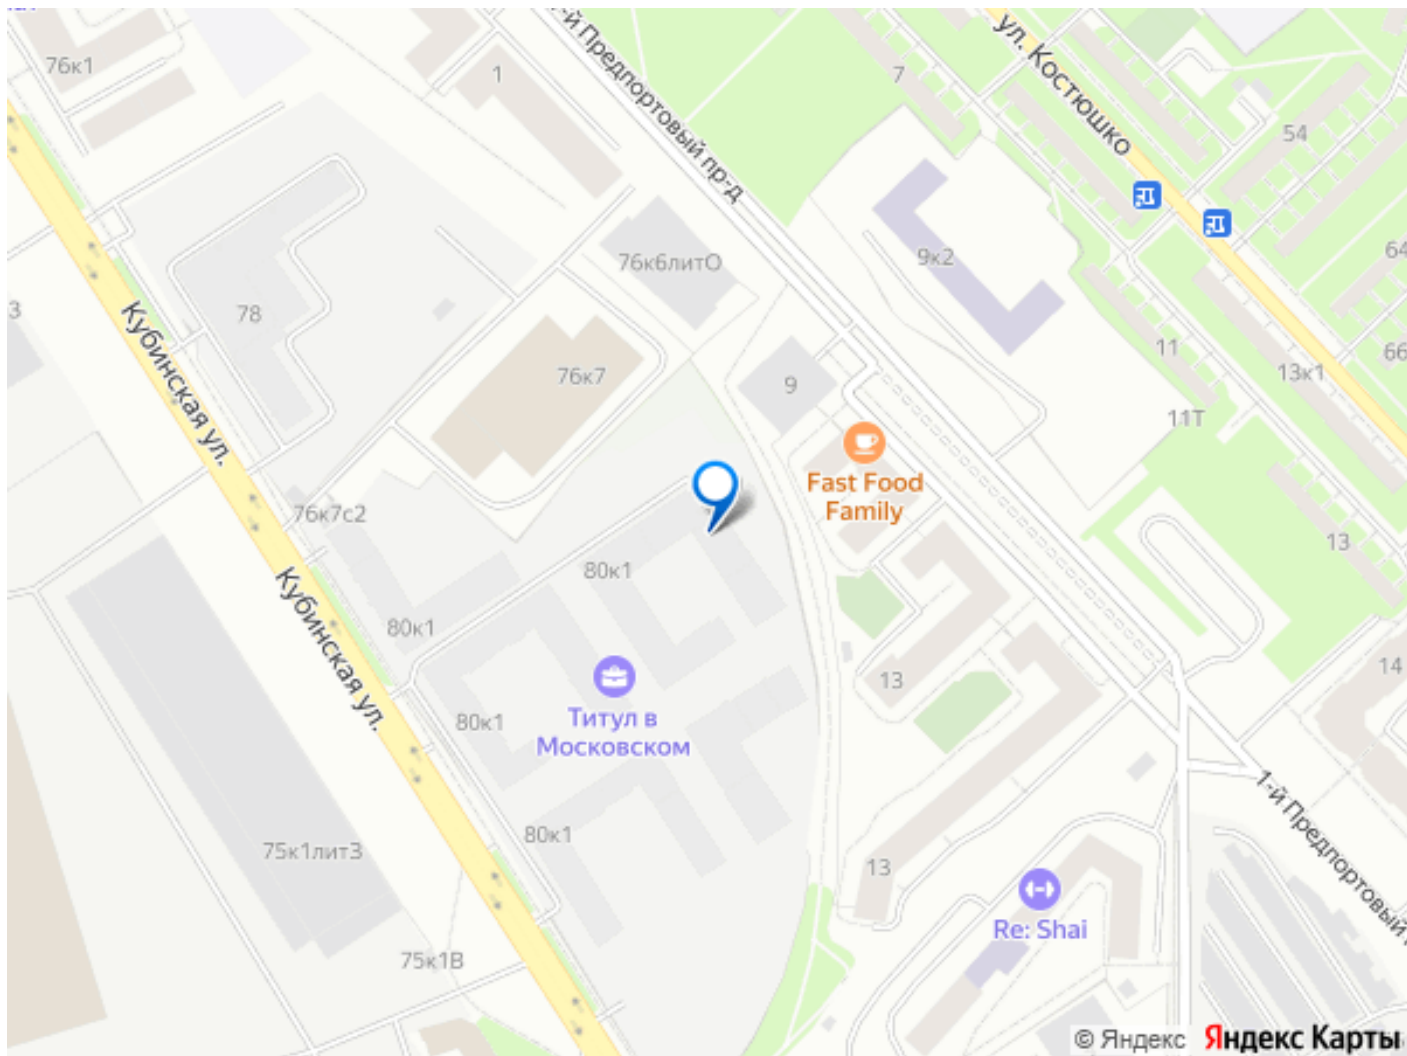 76к1
1
1-й Предпортовый пр-д
ул. Костюшко
7
54
64
9к2
76к6литО
78
3
Кубинская ул.
76к7
9
11
66
13к1
11Т
Fast Food
Family
76к7с2
13
80к1
80к1
Кубинская ул.
13
14
80к1
Титул в
Московском
80к1
75к1литЗ
13
1-й Предпортовый
Re: Shai
75к1В
© Яндекс Яндекс Карты